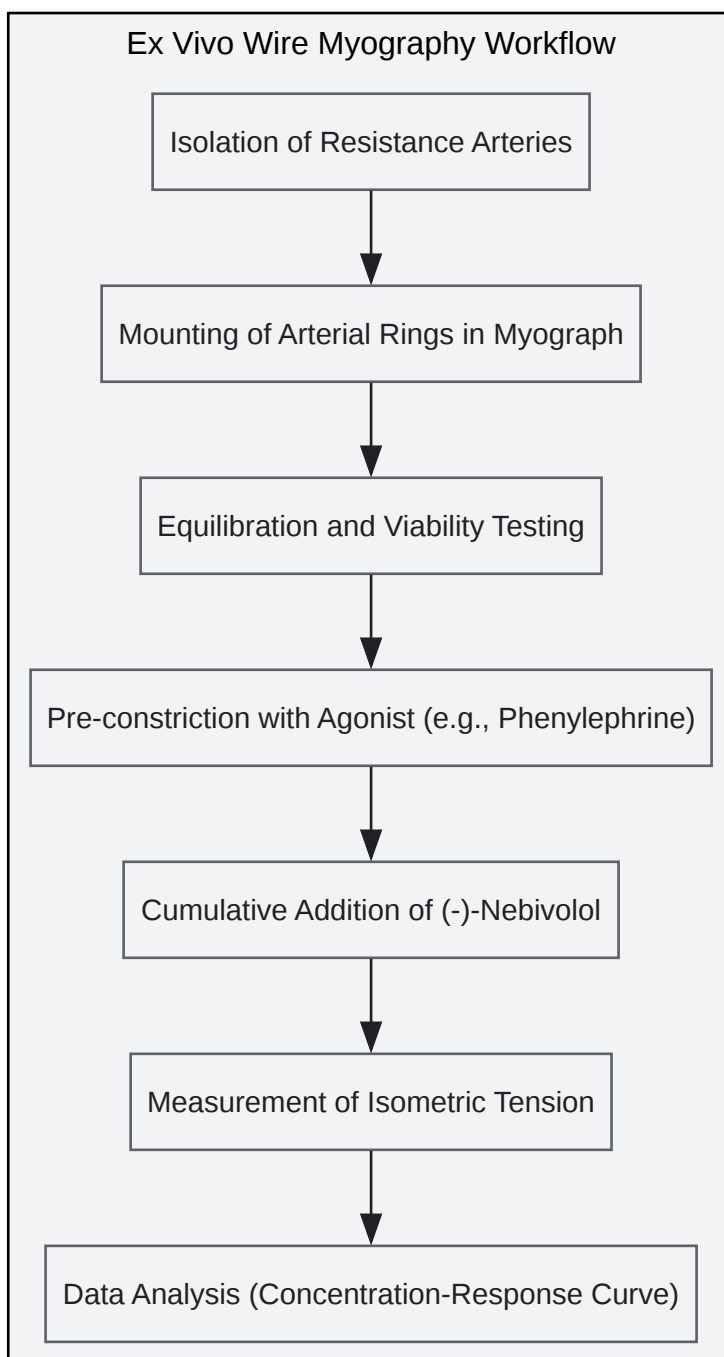 Ex Vivo Wire Myography Workflow
Isolation of Resistance Arteries
Mounting of Arterial Rings in Myograph
Equilibration and Viability Testing
Pre-constriction with Agonist (e.g., Phenylephrine)
Cumulative Addition of (-)-Nebivolol
Measurement of Isometric Tension
Data Analysis (Concentration-Response Curve)